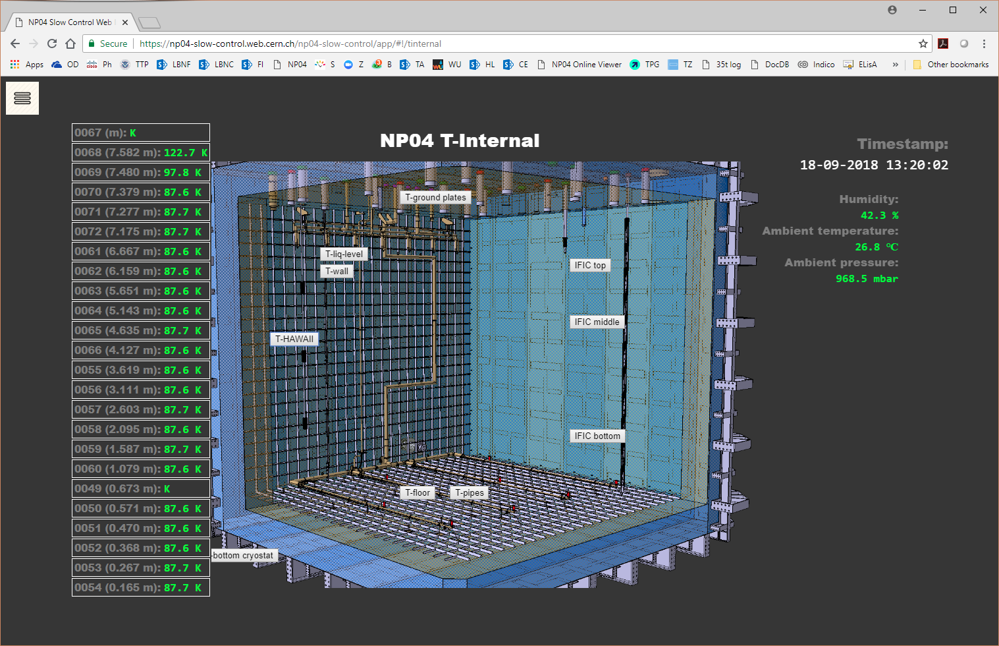 NP04 Slow Control Web
Secure
https://np04-slow-control.web.cern.ch/np04-slow-control/app/#!/tinternal
Apps OD Ph TTP LBNF LBNC FI NP04 S Z B TA WU HL CE NP04 Online Viewer TPG TZ 35t log DocDB Indico ELisA » Other bookmarks
NP04 T-Internal
0067 (m): K
0068 (7.582 m): 122.7 K
0069 (7.480 m): 97.8 K
0070 (7.379 m): 87.6 K
0071 (7.277 m): 87.7 K
0072 (7.175 m): 87.7 K
0061 (6.667 m): 87.6 K
0062 (6.159 m): 87.6 K
0063 (5.651 m): 87.6 K
0064 (5.143 m): 87.6 K
0065 (4.635 m): 87.7 K
0066 (4.127 m): 87.6 K
0055 (3.619 m): 87.6 K
0056 (3.111 m): 87.6 K
0057 (2.603 m): 87.7 K
0058 (2.095 m): 87.6 K
0059 (1.587 m): 87.7 K
0060 (1.079 m): 87.6 K
0049 (0.673 m): K
0050 (0.571 m): 87.6 K
0051 (0.470 m): 87.6 K
0052 (0.368 m): 87.6 K
0053 (0.267 m): 87.7 K
0054 (0.165 m): 87.7 K
T-ground plates
T-liq-level
T-wall
T-HAWAII
IFIC top
IFIC middle
IFIC bottom
T-floor
T-pipes
-bottom cryostat
Timestamp:
18-09-2018 13:20:02
Humidity:
42.3 %
Ambient temperature:
26.8 °C
Ambient pressure:
968.5 mbar